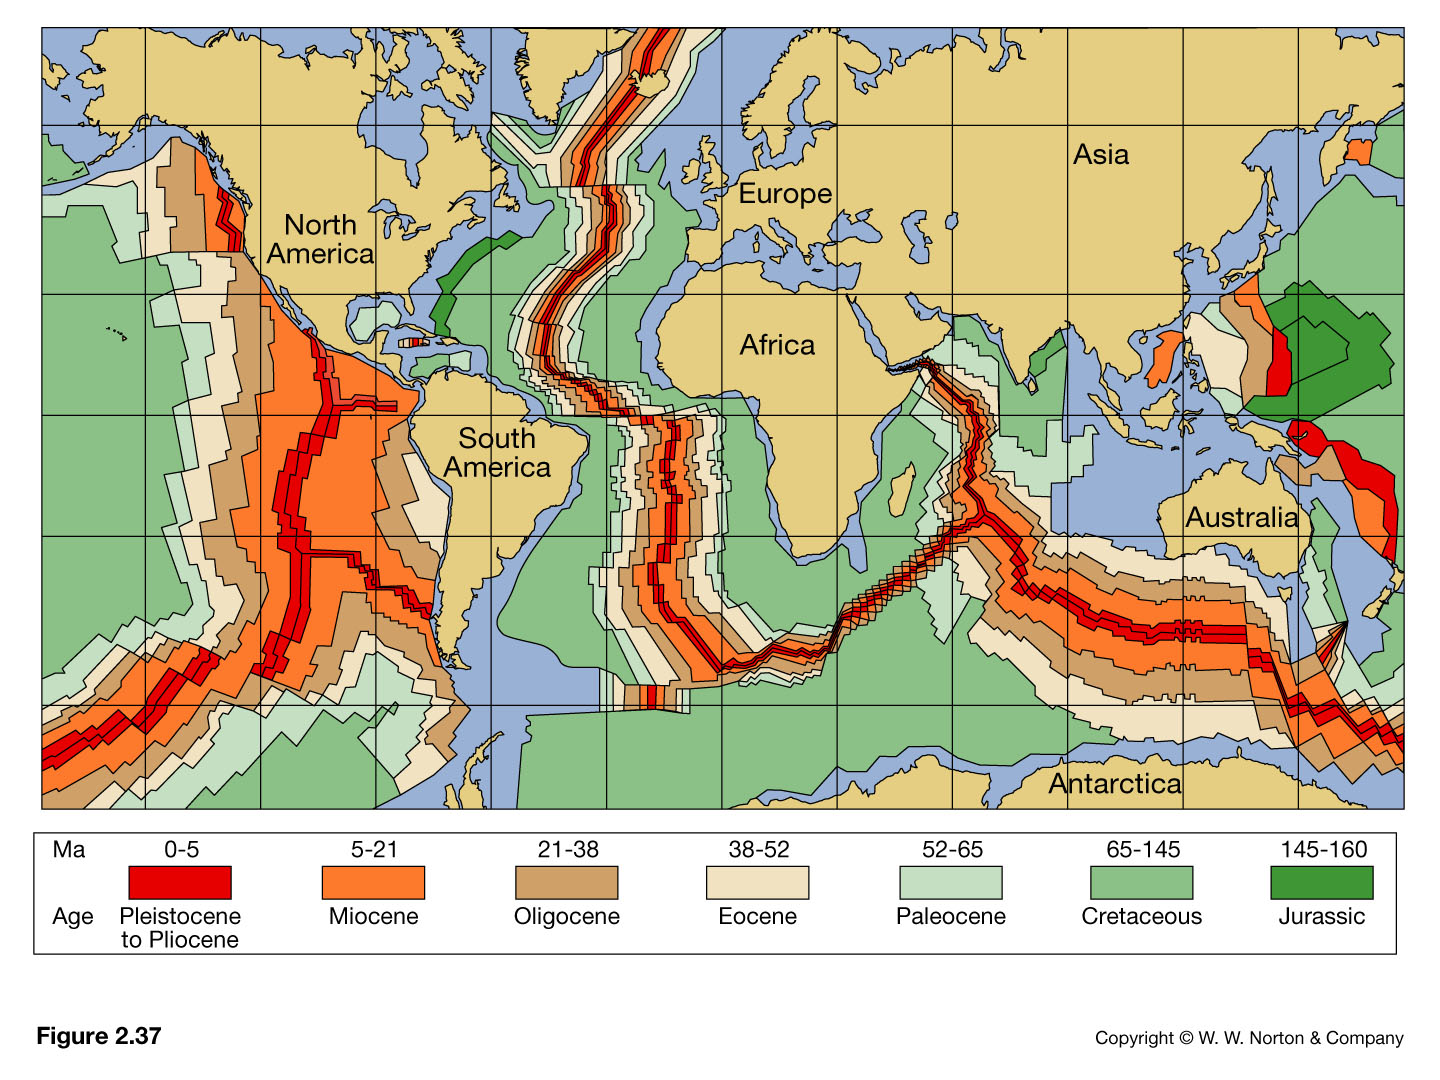 Asia
Europe
North
America
Africa
South
America
Australia
Antarctica
Ma 0-5 5-21 21-38 38-52 52-65 65-145 145-160
Age Pleistocene Miocene Oligocene Eocene Paleocene Cretaceous Jurassic
to Pliocene
Figure 2.37
Copyright © W. W. Norton & Company